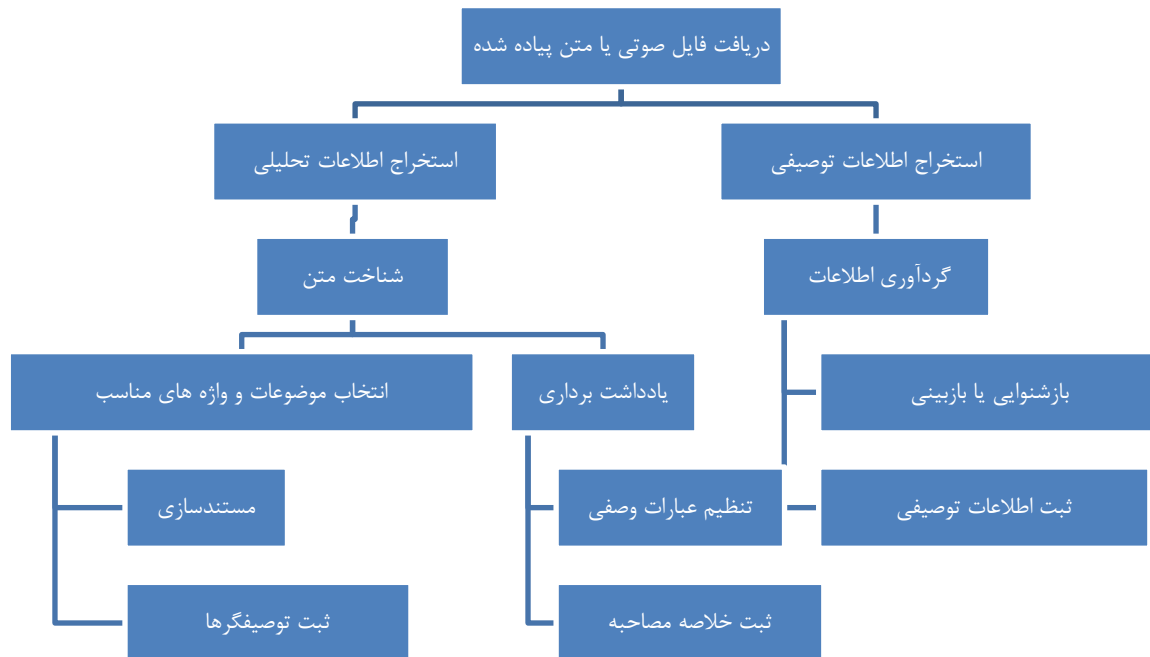 دریافت فایل صوتی یا متن پیاده شده
استخراج اطلاعات توصیفی
استخراج اطلاعات تحلیلی
گردآوری اطلاعات
شناخت متن
بازشنوایی یا بازبینی
یادداشت برداری
انتخاب موضوعات و واژه های مناسب
ثبت اطلاعات توصیفی
تنظیم عبارات وصفی
مستندسازی
ثبت خلاصه مصاحبه
ثبت توصیفگرها